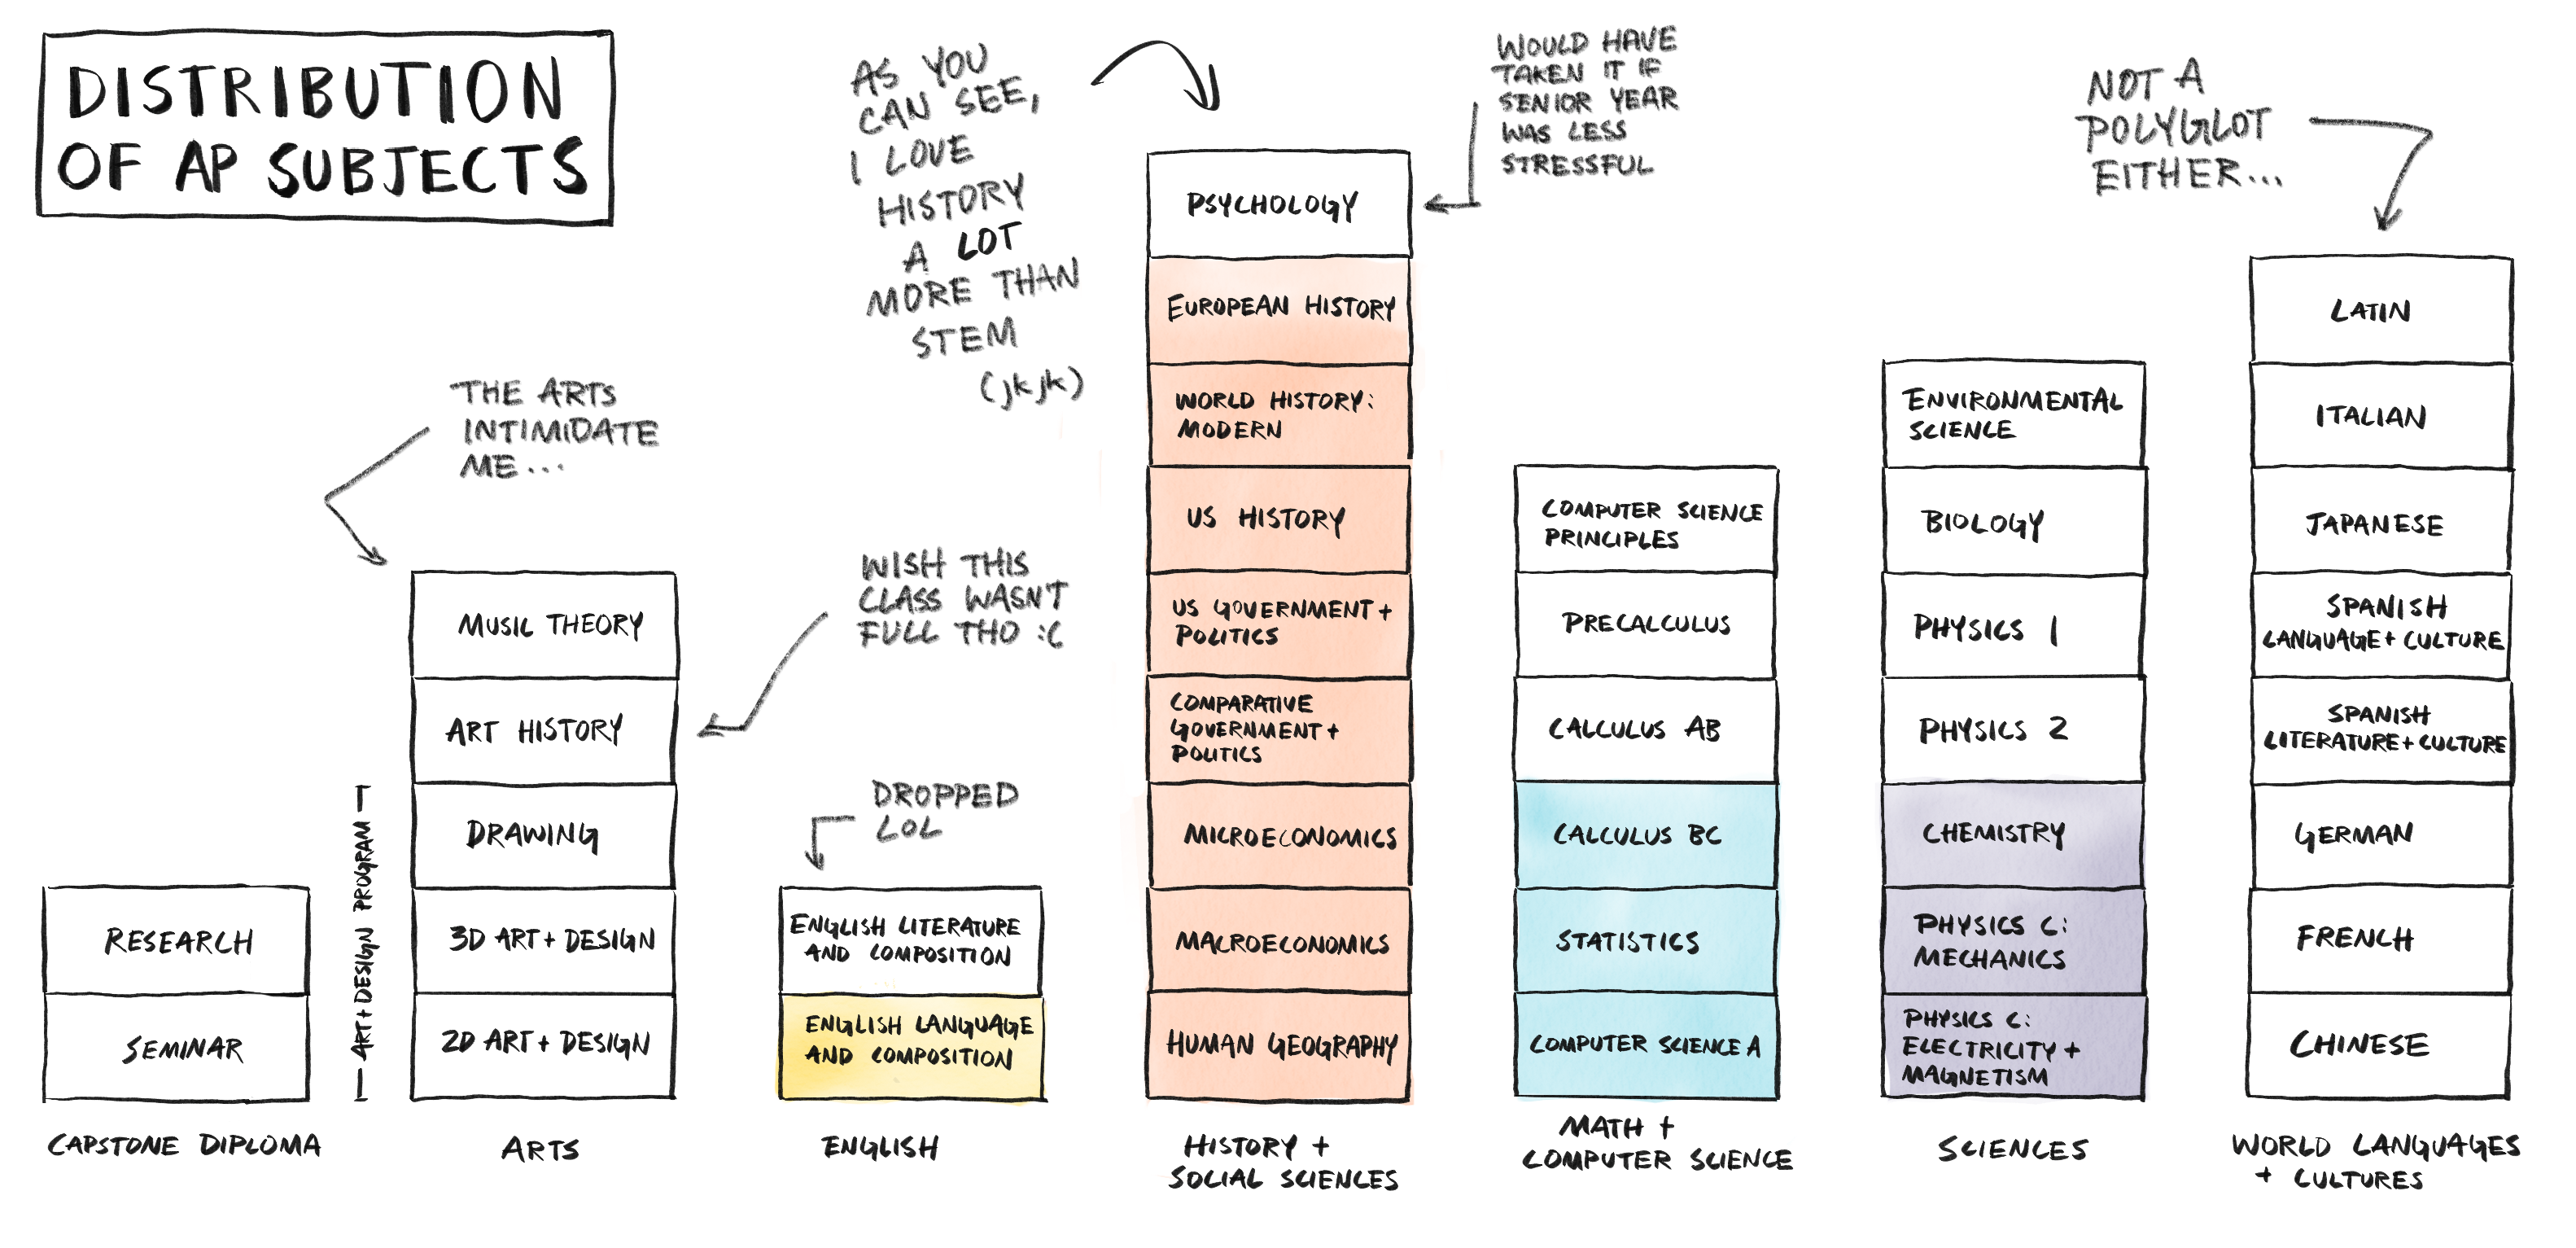 DISTRIBUTION
OF AP SUBJECTS
AS YOU
CAN SEE,
I LOVE
HISTORY
A LOT
MORE THAN
STEM
(jkjk)
WOULD HAVE
TAKEN IT IF
SENIOR YEAR
WAS LESS
STRESSFUL
NOT A
POLYGLOT
EITHER...
THE ARTS
INTIMIDATE
ME...
WISH THIS
CLASS WASN'T
FULL THO :C
DROPPED
LOL
RESEARCH
SEMINAR
CAPSTONE DIPLOMA
ART+DESIGN PROGRAM
MUSIC THEORY
ART HISTORY
DRAWING
3D ART+DESIGN
2D ART+DESIGN
ARTS
ENGLISH LITERATURE
AND COMPOSITION
ENGLISH LANGUAGE
AND COMPOSITION
ENGLISH
PSYCHOLOGY
EUROPEAN HISTORY
WORLD HISTORY:
MODERN
US HISTORY
US GOVERNMENT+
POLITICS
COMPARATIVE
GOVERNMENT+
POLITICS
MICROECONOMICS
MACROECONOMICS
HUMAN GEOGRAPHY
HISTORY +
SOCIAL SCIENCES
COMPUTER SCIENCE
PRINCIPLES
PRECALCULUS
CALCULUS AB
CALCULUS BC
STATISTICS
COMPUTER SCIENCE A
MATH +
COMPUTER SCIENCE
ENVIRONMENTAL
SCIENCE
BIOLOGY
PHYSICS 1
PHYSICS 2
CHEMISTRY
PHYSICS C:
MECHANICS
PHYSICS C:
ELECTRICITY +
MAGNETISM
SCIENCES
LATIN
ITALIAN
JAPANESE
SPANISH
LANGUAGE+CULTURE
SPANISH
LITERATURE+CULTURE
GERMAN
FRENCH
CHINESE
WORLD LANGUAGES
+ CULTURES